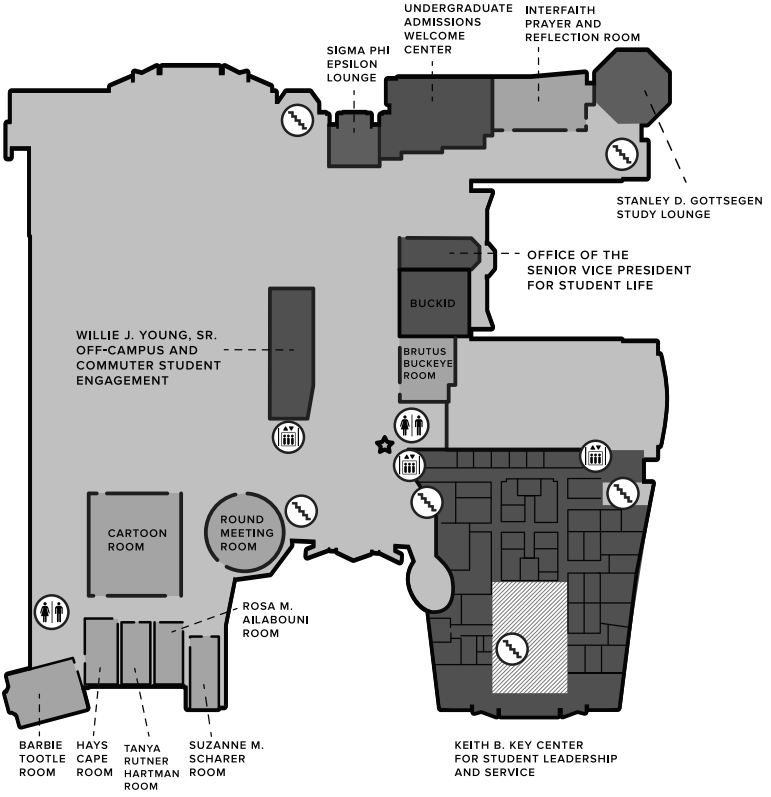 UNDERGRADUATE
ADMISSIONS
WELCOME
CENTER
INTERFAITH
PRAYER AND
REFLECTION ROOM
SIGMA PHI
EPSILON
LOUNGE
STANLEY D. GOTTSEGEN
STUDY LOUNGE
OFFICE OF THE
SENIOR VICE PRESIDENT
FOR STUDENT LIFE
BUCKID
WILLIE J. YOUNG, SR.
OFF-CAMPUS AND
COMMUTER STUDENT
ENGAGEMENT
BRUTUS
BUCKEYE
ROOM
CARTOON
ROOM
ROUND
MEETING
ROOM
ROSA M.
AILABOUNI
ROOM
BARBIE
TOOTLE
ROOM
HAYS
CAPE
ROOM
TANYA
RUTNER
HARTMAN
ROOM
SUZANNE M.
SCHARER
ROOM
KEITH B. KEY CENTER
FOR STUDENT LEADERSHIP
AND SERVICE